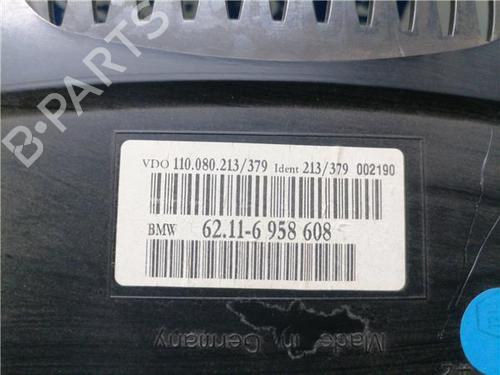 B-PARTS
VDO 110.080.213/379 Ident 213/379 002190
BMW 62.11-6 958 608
Made in Germany